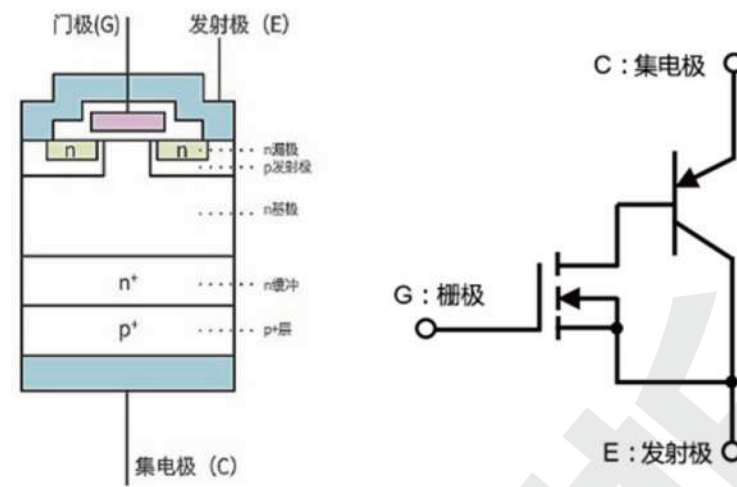 门极(G)
发射极（E）
n
n
n漏极
p发射极
n基极
n⁺
n缓冲
p⁺
p+层
集电极（C）
C：集电极
G：栅极
E：发射极